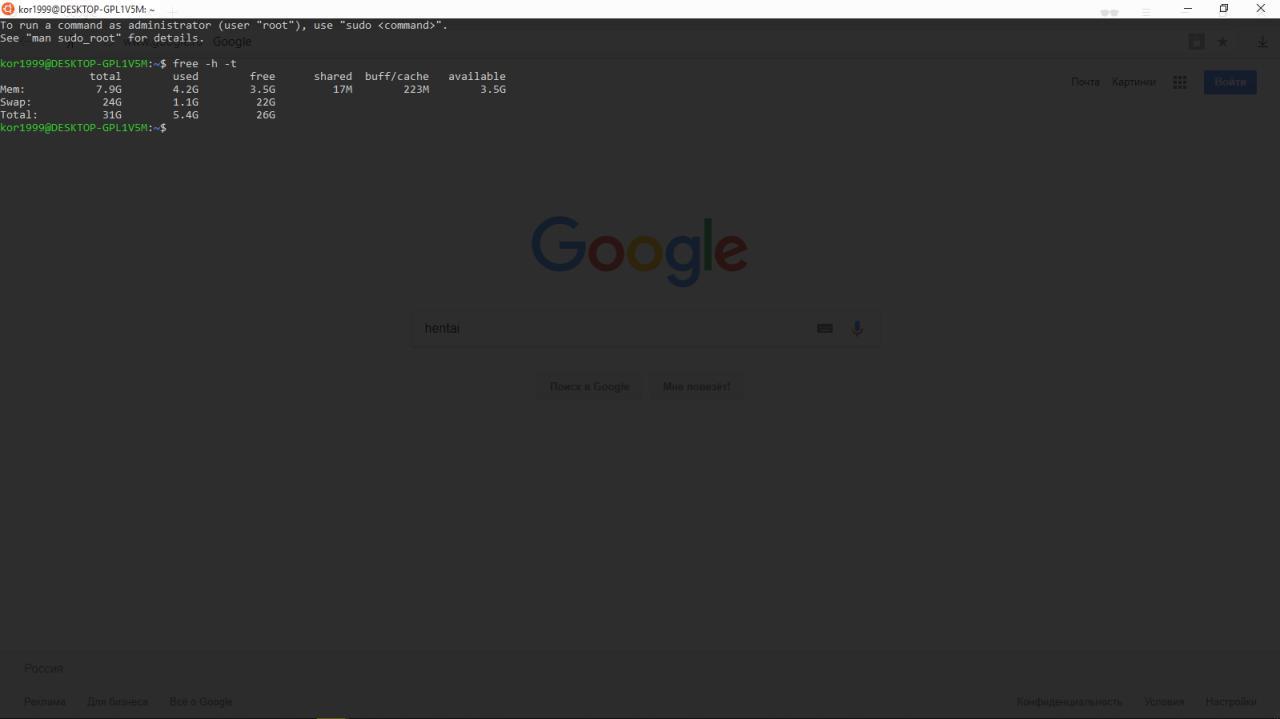 kor1999@DESKTOP-GPL1V5M: ~
To run a command as administrator (user "root"), use "sudo <command>".
See "man sudo_root" for details.
www.google.ru Google
kor1999@DESKTOP-GPL1V5M:~$ free -h -t
total used free shared buff/cache available
Mem: 7.9G 4.2G 3.5G 17M 223M 3.5G
Swap: 24G 1.1G 22G
Total: 31G 5.4G 26G
kor1999@DESKTOP-GPL1V5M:~$
Почта Картинки Войти
Google
hentai
Поиск в Google Мне повезёт!
Россия
Реклама Для бизнеса Всё о Google Конфиденциальность Условия Настройки